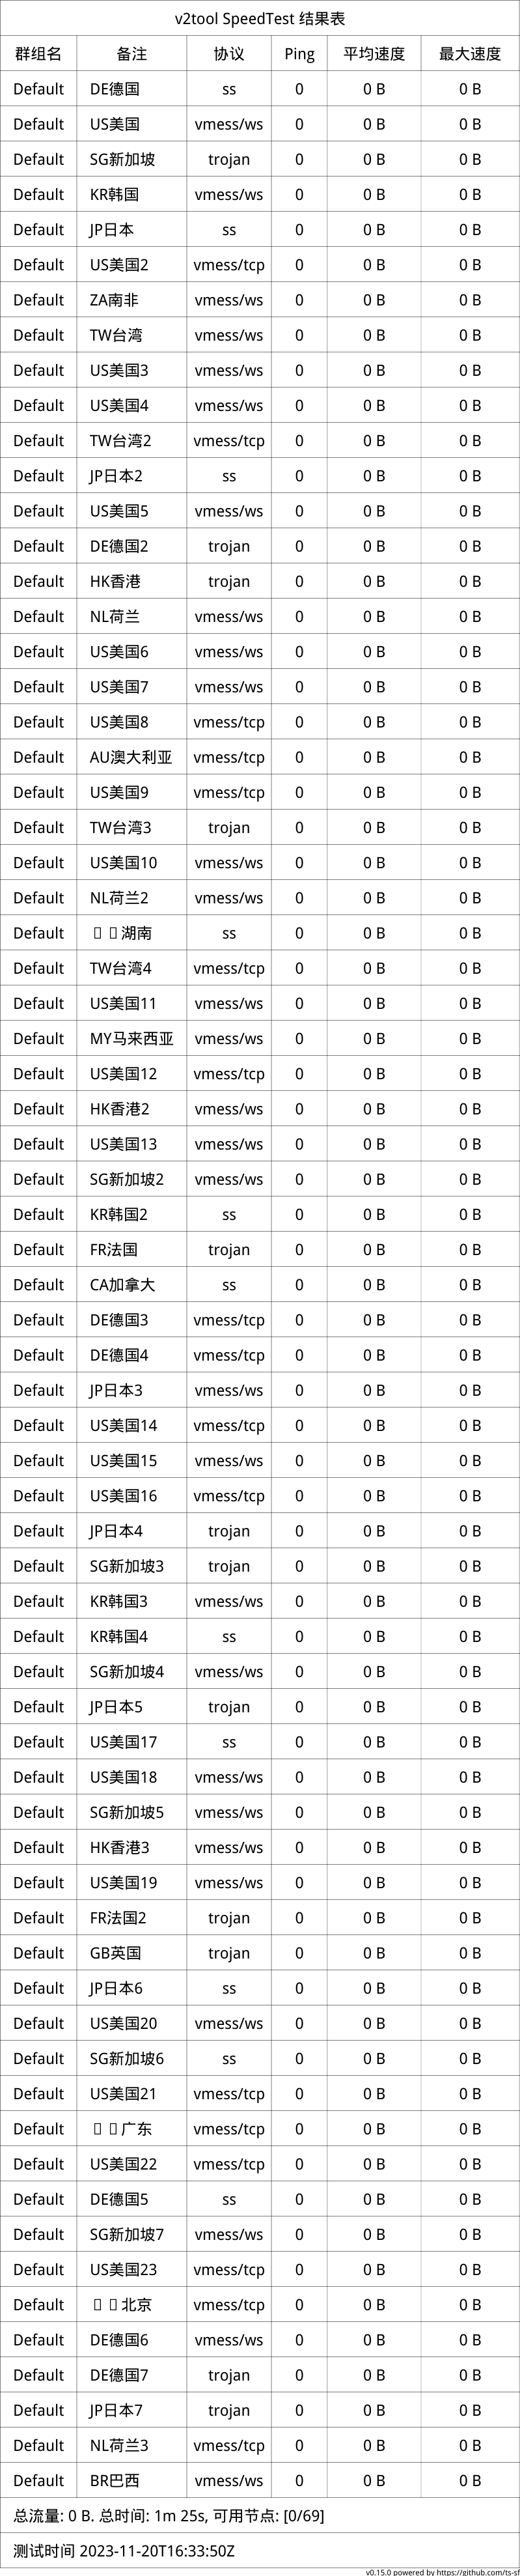 v2tool SpeedTest 结果表
群组名 备注 协议 Ping 平均速度 最大速度
Default DE德国 ss 0 0 B 0 B
Default US美国 vmess/ws 0 0 B 0 B
Default SG新加坡 trojan 0 0 B 0 B
Default KR韩国 vmess/ws 0 0 B 0 B
Default JP日本 ss 0 0 B 0 B
Default US美国2 vmess/tcp 0 0 B 0 B
Default ZA南非 vmess/ws 0 0 B 0 B
Default TW台湾 vmess/ws 0 0 B 0 B
Default US美国3 vmess/ws 0 0 B 0 B
Default US美国4 vmess/ws 0 0 B 0 B
Default TW台湾2 vmess/tcp 0 0 B 0 B
Default JP日本2 ss 0 0 B 0 B
Default US美国5 vmess/ws 0 0 B 0 B
Default DE德国2 trojan 0 0 B 0 B
Default HK香港 trojan 0 0 B 0 B
Default NL荷兰 vmess/ws 0 0 B 0 B
Default US美国6 vmess/ws 0 0 B 0 B
Default US美国7 vmess/ws 0 0 B 0 B
Default US美国8 vmess/tcp 0 0 B 0 B
Default AU澳大利亚 vmess/tcp 0 0 B 0 B
Default US美国9 vmess/tcp 0 0 B 0 B
Default TW台湾3 trojan 0 0 B 0 B
Default US美国10 vmess/ws 0 0 B 0 B
Default NL荷兰2 vmess/ws 0 0 B 0 B
Default 湖南 ss 0 0 B 0 B
Default TW台湾4 vmess/tcp 0 0 B 0 B
Default US美国11 vmess/ws 0 0 B 0 B
Default MY马来西亚 vmess/ws 0 0 B 0 B
Default US美国12 vmess/tcp 0 0 B 0 B
Default HK香港2 vmess/ws 0 0 B 0 B
Default US美国13 vmess/ws 0 0 B 0 B
Default SG新加坡2 vmess/ws 0 0 B 0 B
Default KR韩国2 ss 0 0 B 0 B
Default FR法国 trojan 0 0 B 0 B
Default CA加拿大 ss 0 0 B 0 B
Default DE德国3 vmess/tcp 0 0 B 0 B
Default DE德国4 vmess/tcp 0 0 B 0 B
Default JP日本3 vmess/ws 0 0 B 0 B
Default US美国14 vmess/tcp 0 0 B 0 B
Default US美国15 vmess/ws 0 0 B 0 B
Default US美国16 vmess/tcp 0 0 B 0 B
Default JP日本4 trojan 0 0 B 0 B
Default SG新加坡3 trojan 0 0 B 0 B
Default KR韩国3 vmess/ws 0 0 B 0 B
Default KR韩国4 ss 0 0 B 0 B
Default SG新加坡4 vmess/ws 0 0 B 0 B
Default JP日本5 trojan 0 0 B 0 B
Default US美国17 ss 0 0 B 0 B
Default US美国18 vmess/ws 0 0 B 0 B
Default SG新加坡5 vmess/ws 0 0 B 0 B
Default HK香港3 vmess/ws 0 0 B 0 B
Default US美国19 vmess/ws 0 0 B 0 B
Default FR法国2 trojan 0 0 B 0 B
Default GB英国 trojan 0 0 B 0 B
Default JP日本6 ss 0 0 B 0 B
Default US美国20 vmess/ws 0 0 B 0 B
Default SG新加坡6 ss 0 0 B 0 B
Default US美国21 vmess/tcp 0 0 B 0 B
Default 广东 vmess/tcp 0 0 B 0 B
Default US美国22 vmess/tcp 0 0 B 0 B
Default DE德国5 ss 0 0 B 0 B
Default SG新加坡7 vmess/ws 0 0 B 0 B
Default US美国23 vmess/tcp 0 0 B 0 B
Default 北京 vmess/tcp 0 0 B 0 B
Default DE德国6 vmess/ws 0 0 B 0 B
Default DE德国7 trojan 0 0 B 0 B
Default JP日本7 trojan 0 0 B 0 B
Default NL荷兰3 vmess/tcp 0 0 B 0 B
Default BR巴西 vmess/ws 0 0 B 0 B
总流量: 0 B. 总时间: 1m 25s, 可用节点: [0/69]
测试时间 2023-11-20T16:33:50Z
v0.15.0 powered by https://github.com/ts-sf